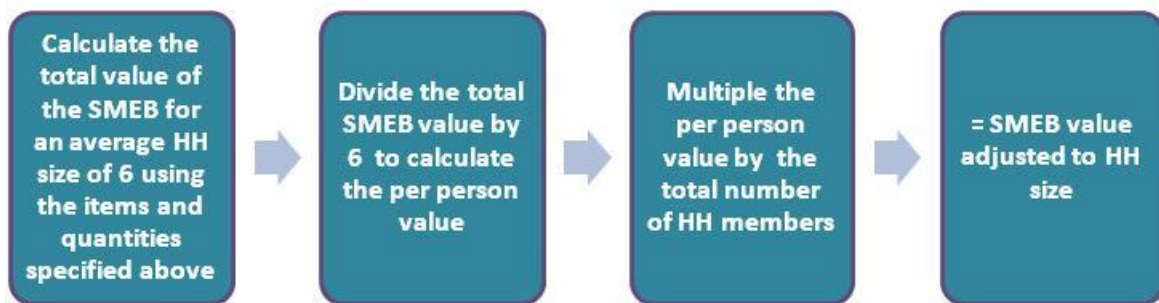 Calculate the
total value of
the SMEB for
an average HH
size of 6 using
the items and
quantities
specified above
Divide the total
SMEB value by
6 to calculate
the per person
value
Multiple the
per person
value by the
total number
of HH members
= SMEB value
adjusted to HH
size